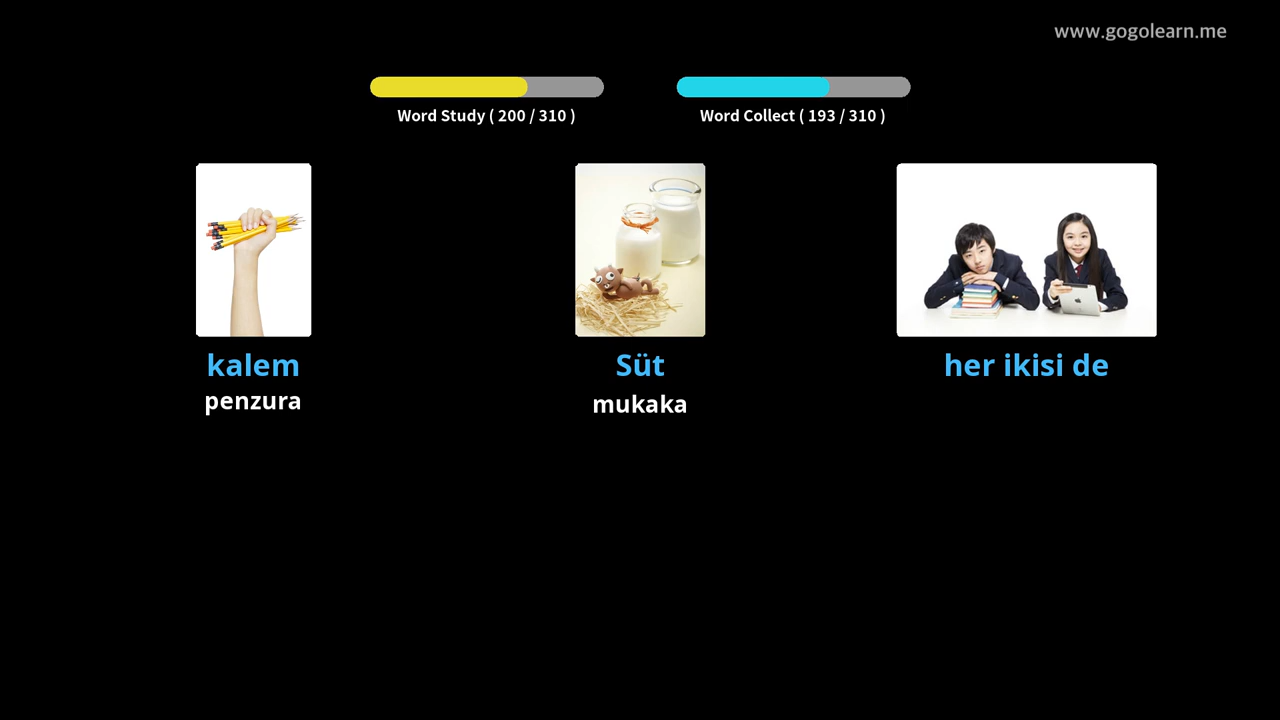 www.gogolearn.me
Word Study ( 200 / 310 )
Word Collect ( 193 / 310 )
kalem
penzura
Süt
mukaka
her ikisi de